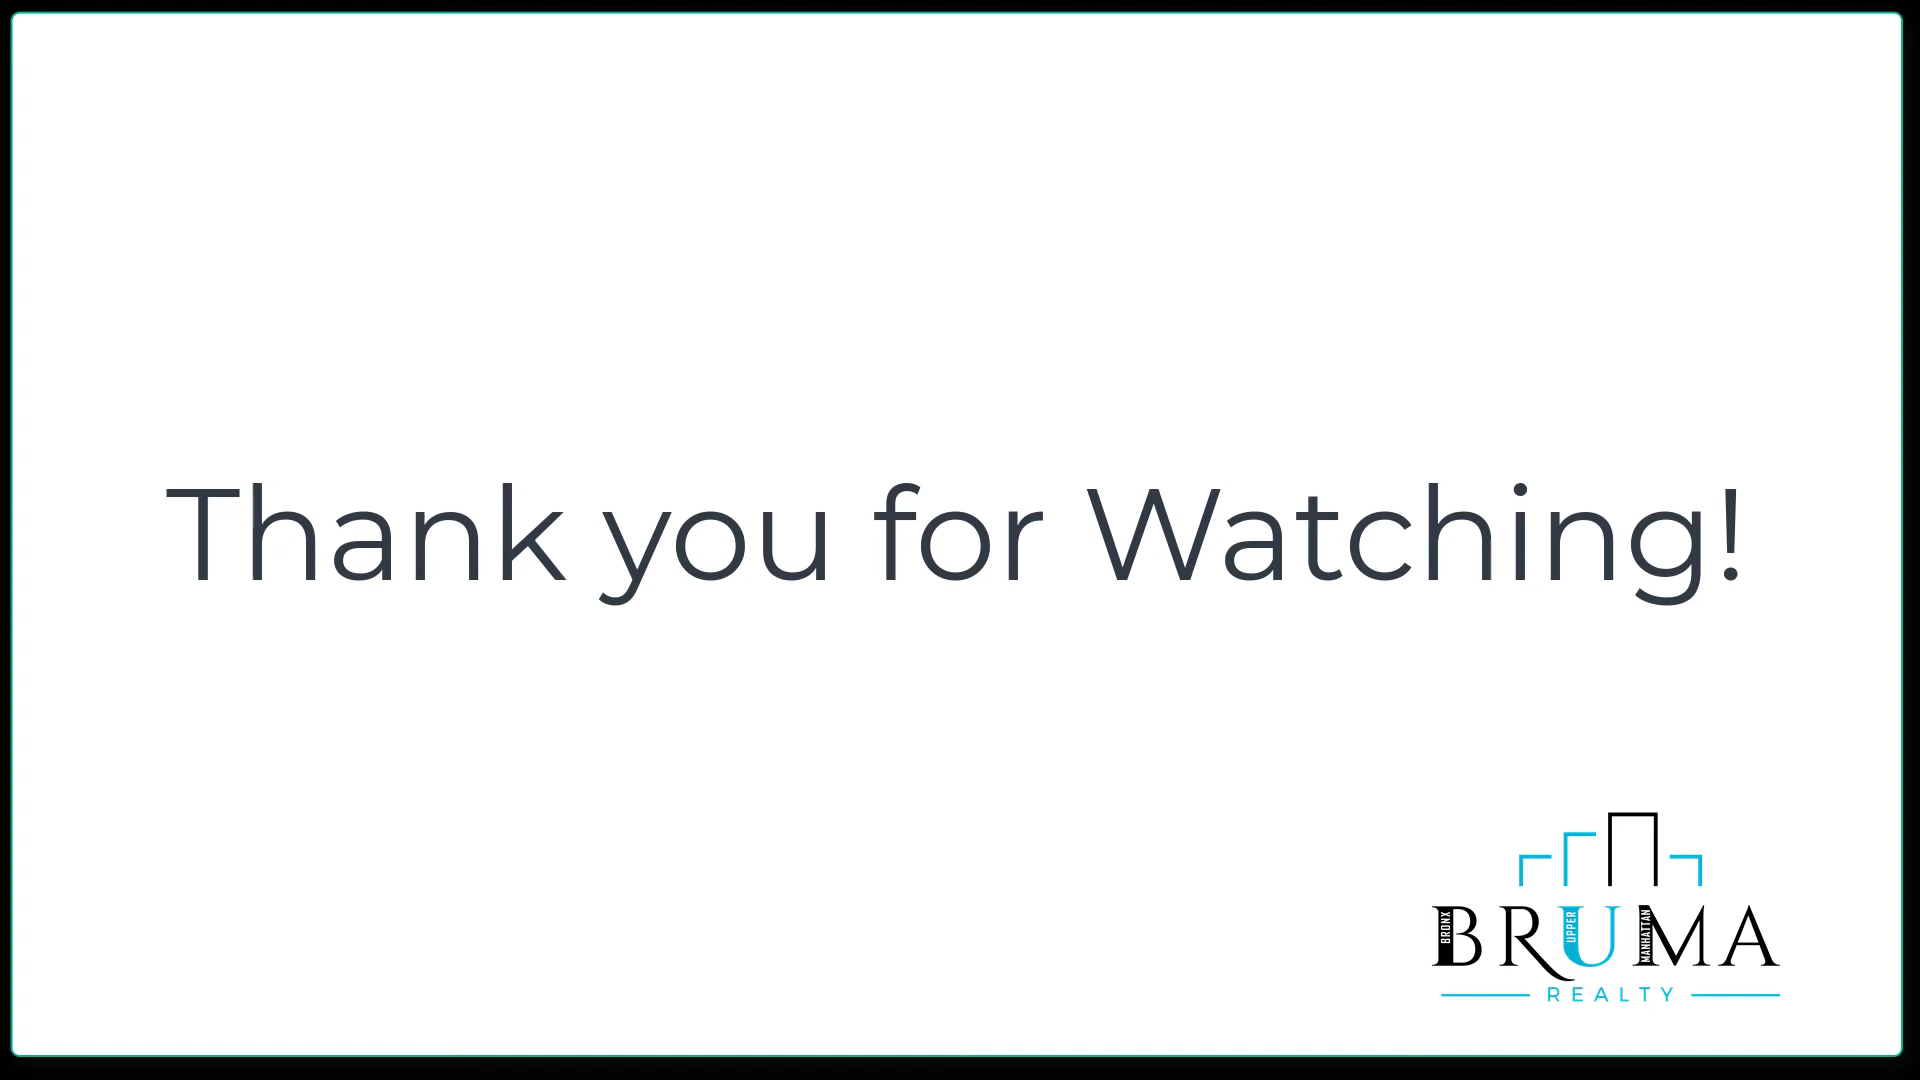 Thank you for Watching!
BRONX
UPPER
MANHATTAN
BRUMA
REALTY